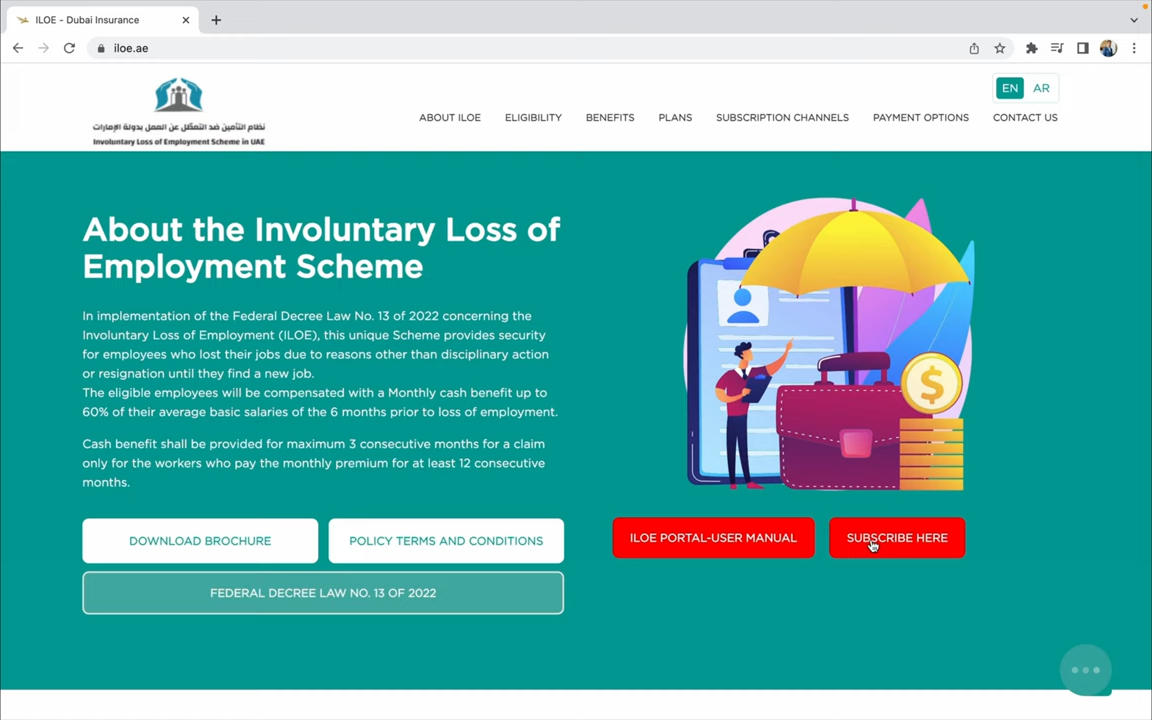 ILOE - Dubai Insurance
iloe.ae
نظام التأمين ضد التعطّل عن العمل بدولة الإمارات
Involuntary Loss of Employment Scheme in UAE
EN AR
ABOUT ILOE ELIGIBILITY BENEFITS PLANS SUBSCRIPTION CHANNELS PAYMENT OPTIONS CONTACT US
About the Involuntary Loss of
Employment Scheme
In implementation of the Federal Decree Law No. 13 of 2022 concerning the
Involuntary Loss of Employment (ILOE), this unique Scheme provides security
for employees who lost their jobs due to reasons other than disciplinary action
or resignation until they find a new job.
The eligible employees will be compensated with a Monthly cash benefit up to
60% of their average basic salaries of the 6 months prior to loss of employment.
Cash benefit shall be provided for maximum 3 consecutive months for a claim
only for the workers who pay the monthly premium for at least 12 consecutive
months.
DOWNLOAD BROCHURE POLICY TERMS AND CONDITIONS
FEDERAL DECREE LAW NO. 13 OF 2022
$
ILOE PORTAL-USER MANUAL SUBSCRIBE HERE